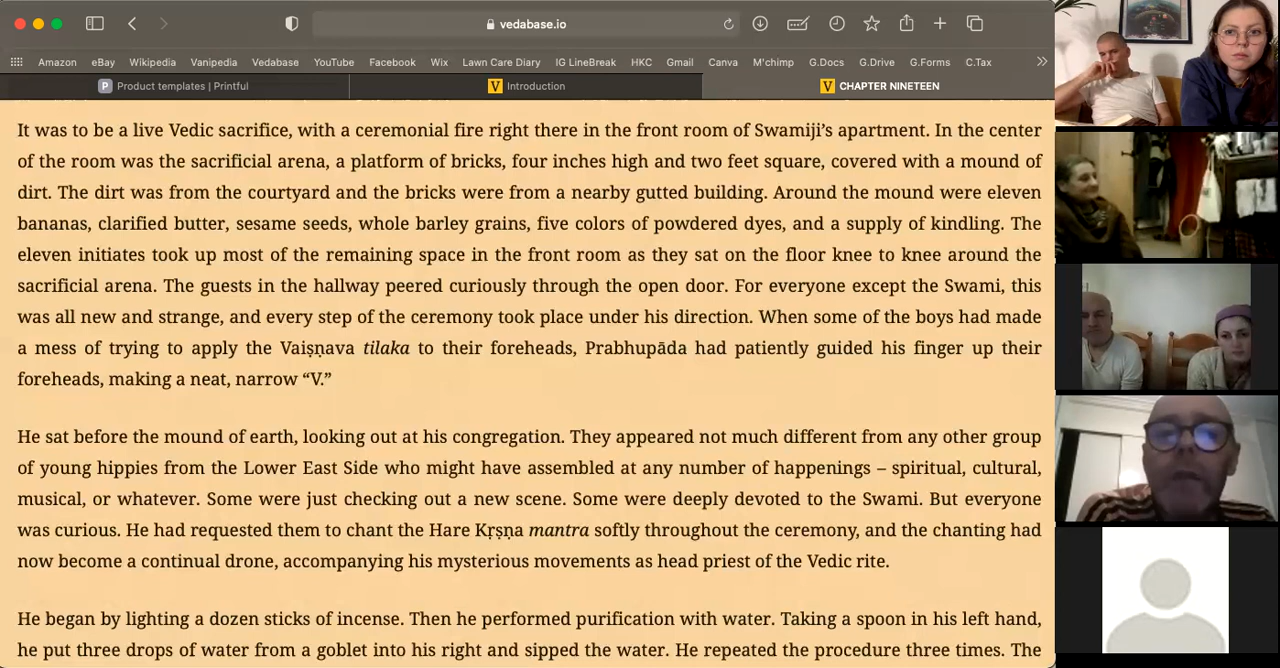 vedabase.io
Amazon eBay Wikipedia Vanipedia Vedabase YouTube Facebook Wix Lawn Care Diary IG LineBreak HKC Gmail Canva M'chimp G.Docs G.Drive G.Forms C.Tax
P Product templates | Printful V Introduction V CHAPTER NINETEEN
It was to be a live Vedic sacrifice, with a ceremonial fire right there in the front room of Swamiji’s apartment. In the center
of the room was the sacrificial arena, a platform of bricks, four inches high and two feet square, covered with a mound of
dirt. The dirt was from the courtyard and the bricks were from a nearby gutted building. Around the mound were eleven
bananas, clarified butter, sesame seeds, whole barley grains, five colors of powdered dyes, and a supply of kindling. The
eleven initiates took up most of the remaining space in the front room as they sat on the floor knee to knee around the
sacrificial arena. The guests in the hallway peered curiously through the open door. For everyone except the Swami, this
was all new and strange, and every step of the ceremony took place under his direction. When some of the boys had made
a mess of trying to apply the Vaiṣṇava tilaka to their foreheads, Prabhupāda had patiently guided his finger up their
foreheads, making a neat, narrow “V.”
He sat before the mound of earth, looking out at his congregation. They appeared not much different from any other group
of young hippies from the Lower East Side who might have assembled at any number of happenings – spiritual, cultural,
musical, or whatever. Some were just checking out a new scene. Some were deeply devoted to the Swami. But everyone
was curious. He had requested them to chant the Hare Kṛṣṇa mantra softly throughout the ceremony, and the chanting had
now become a continual drone, accompanying his mysterious movements as head priest of the Vedic rite.
He began by lighting a dozen sticks of incense. Then he performed purification with water. Taking a spoon in his left hand,
he put three drops of water from a goblet into his right and sipped the water. He repeated the procedure three times. The